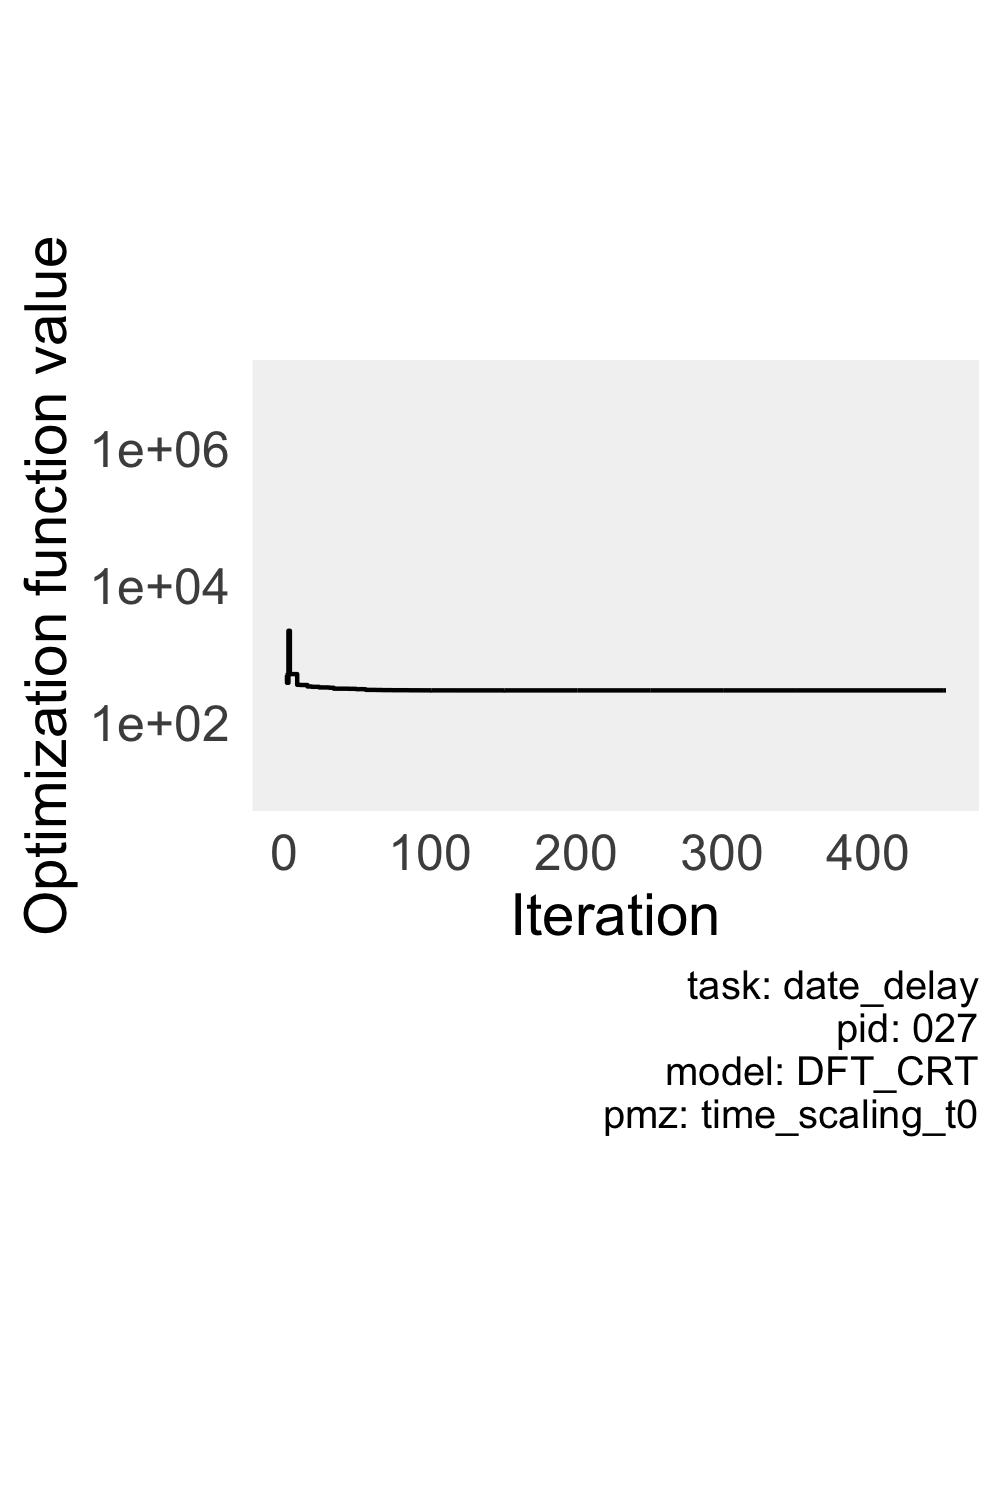 Optimization function value
1e+06
1e+04
1e+02
0 100 200 300 400
Iteration
task: date_delay
pid: 027
model: DFT_CRT
pmz: time_scaling_t0